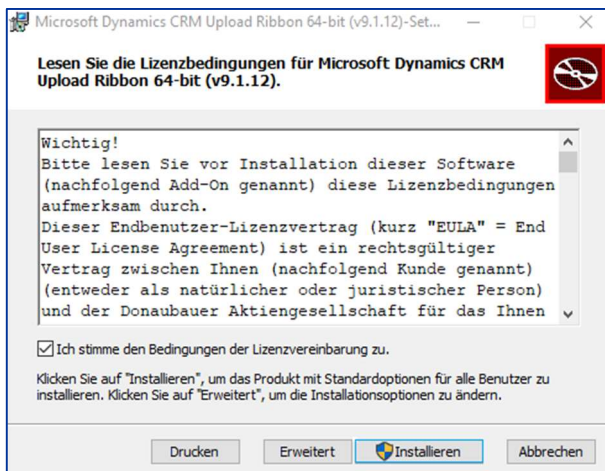 Microsoft Dynamics CRM Upload Ribbon 64-bit (v9.1.12)-Set...
Lesen Sie die Lizenzbedingungen für Microsoft Dynamics CRM
Upload Ribbon 64-bit (v9.1.12).
Wichtig!
Bitte lesen Sie vor Installation dieser Software
(nachfolgend Add-On genannt) diese Lizenzbedingungen
aufmerksam durch.
Dieser Endbenutzer-Lizenzvertrag (kurz "EULA" = End
User License Agreement) ist ein rechtsgültiger
Vertrag zwischen Ihnen (nachfolgend Kunde genannt)
(entweder als natürlicher oder juristischer Person)
und der Donaubauer Aktiengesellschaft für das Ihnen
Ich stimme den Bedingungen der Lizenzvereinbarung zu.
Klicken Sie auf "Installieren", um das Produkt mit Standardoptionen für alle Benutzer zu
installieren. Klicken Sie auf "Erweitert", um die Installationsoptionen zu ändern.
Drucken
Erweitert
Installieren
Abbrechen